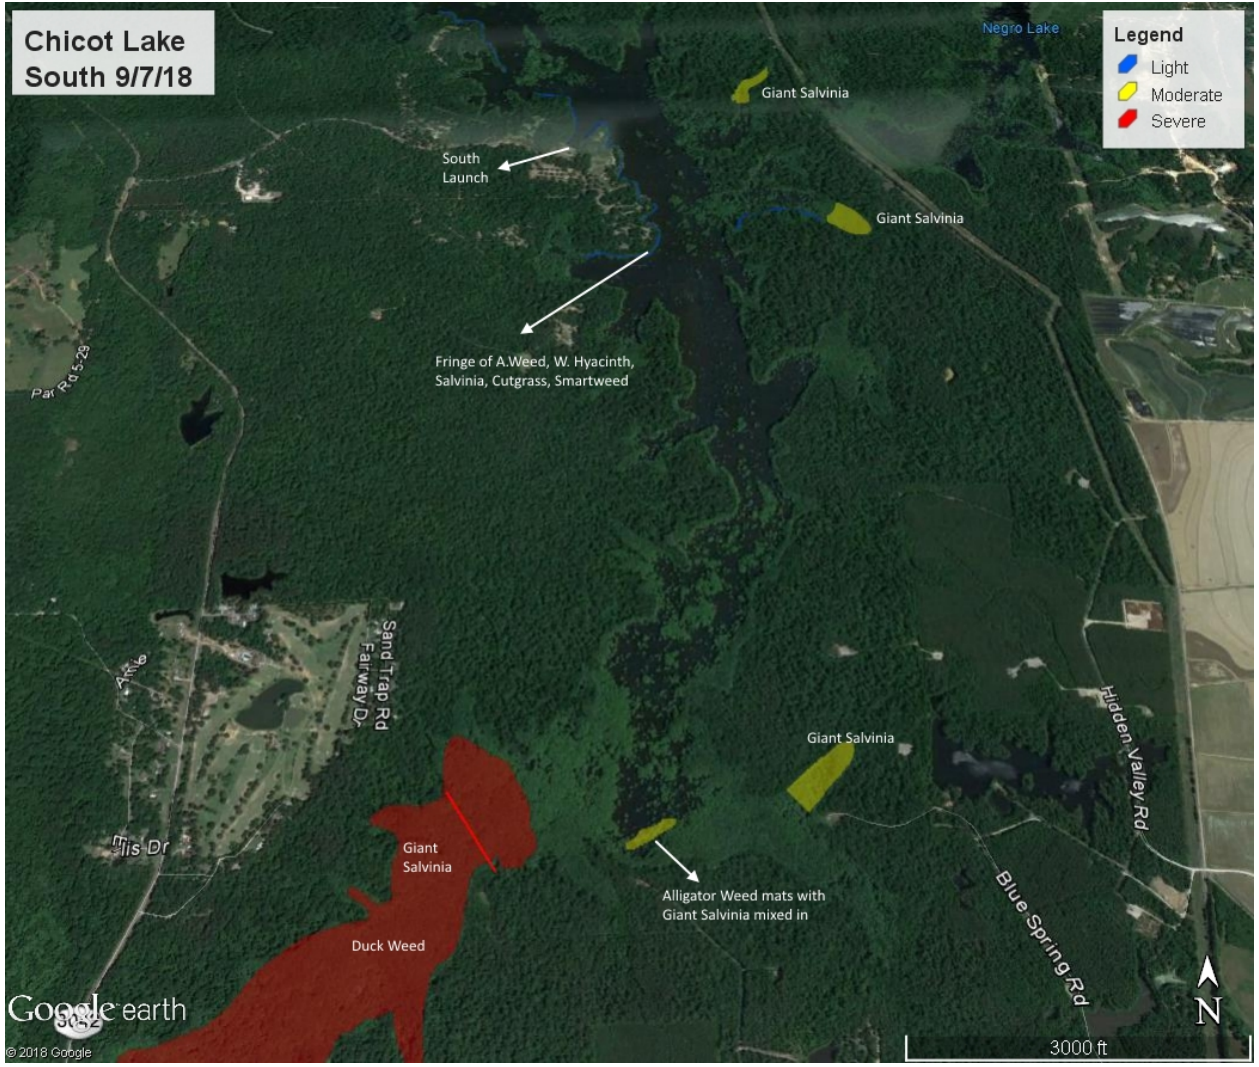 Chicot Lake
South 9/7/18
Negro Lake
Legend
Light
Moderate
Severe
Giant Salvinia
South
Launch
Giant Salvinia
Fringe of A.Weed, W. Hyacinth,
Salvinia, Cutgrass, Smartweed
Par Rd 5-29
Sand Trap Rd
Fairway Dr
Hidden Valley Rd
Giant Salvinia
Giant
Salvinia
Alligator Weed mats with
Giant Salvinia mixed in
Duck Weed
Blue Spring Rd
Google earth
© 2018 Google
N
3000 ft